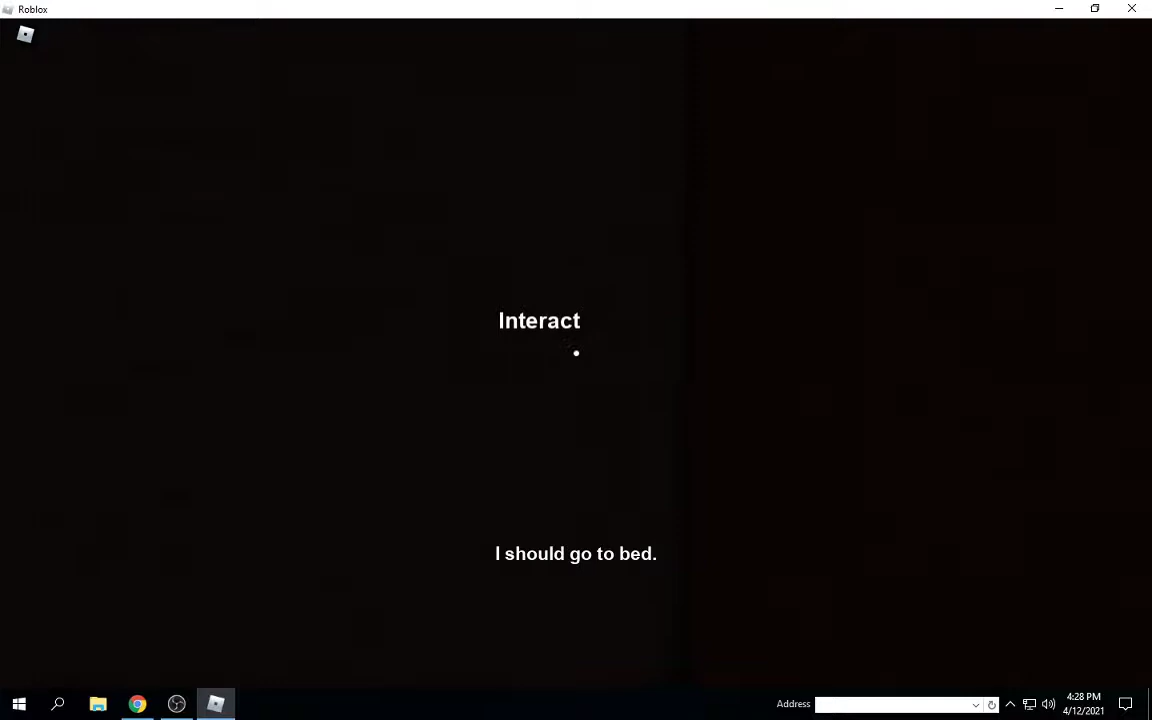 Roblox
Interact
I should go to bed.
Address
4:28 PM
4/12/2021